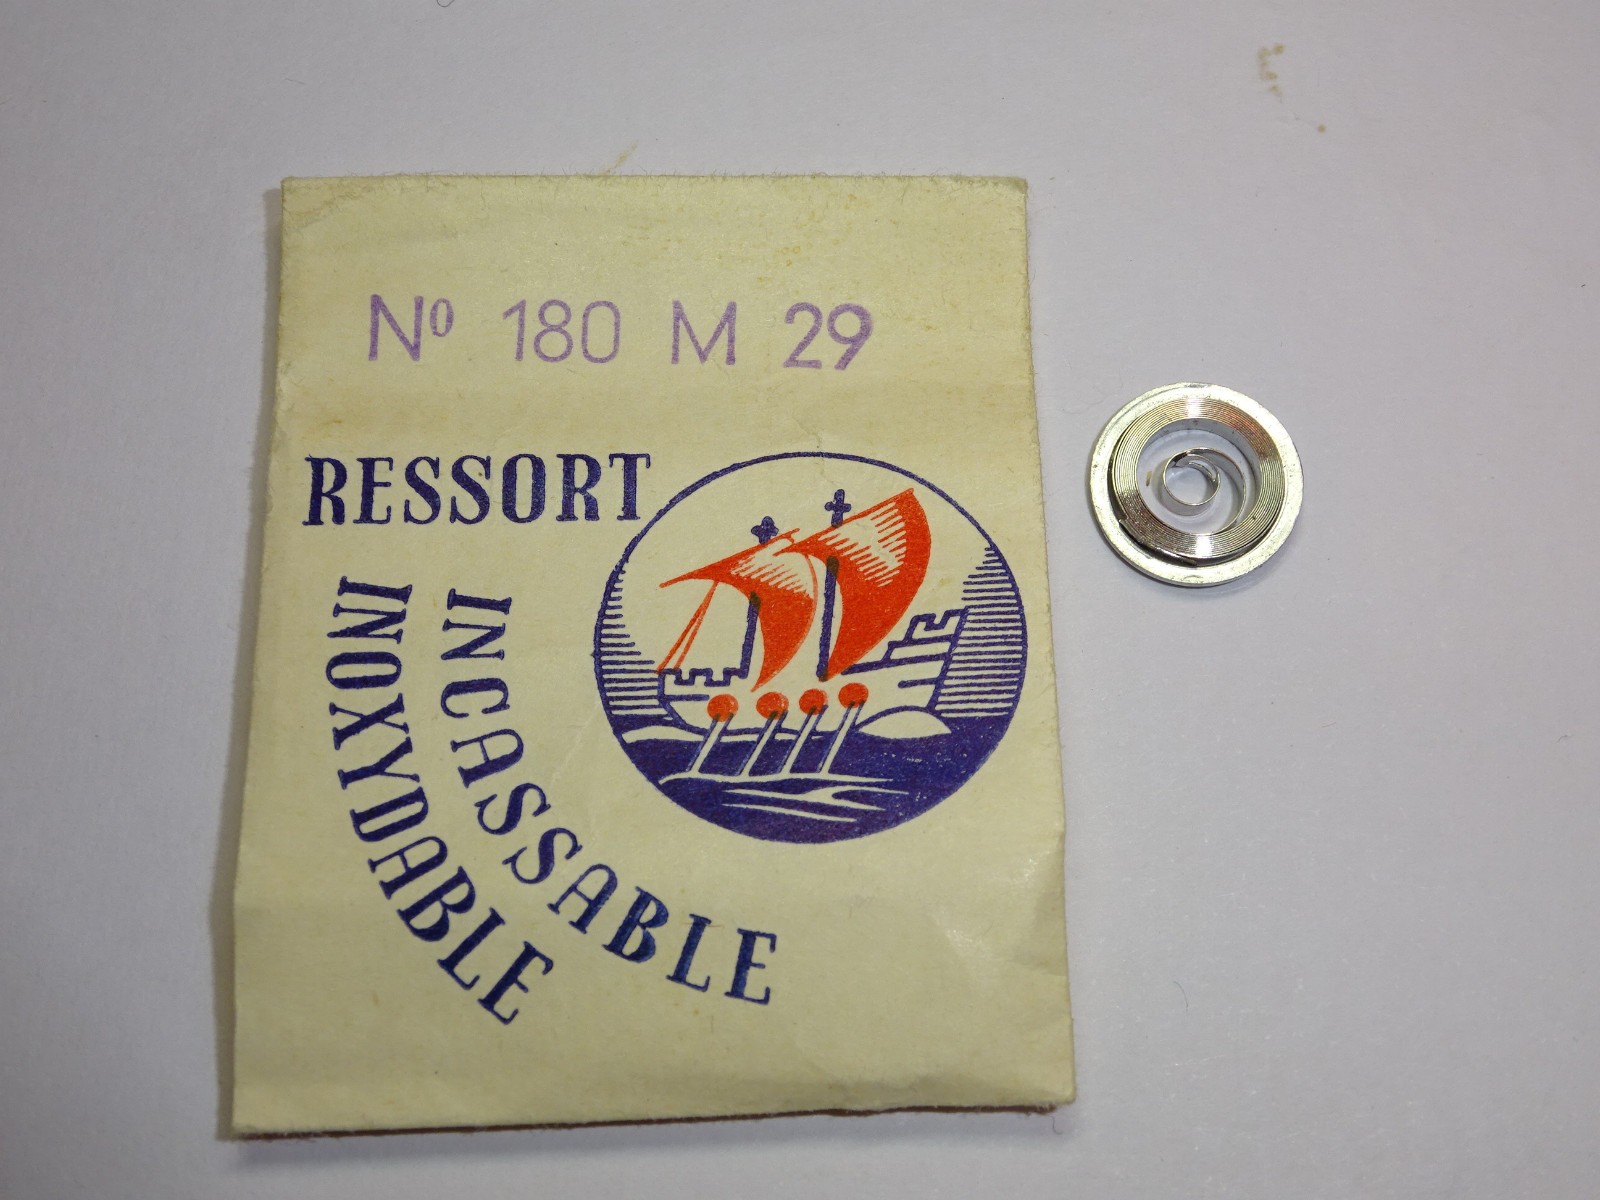 Nº 180 M 29
RESSORT
INCASSABLE
INOXYDABLE